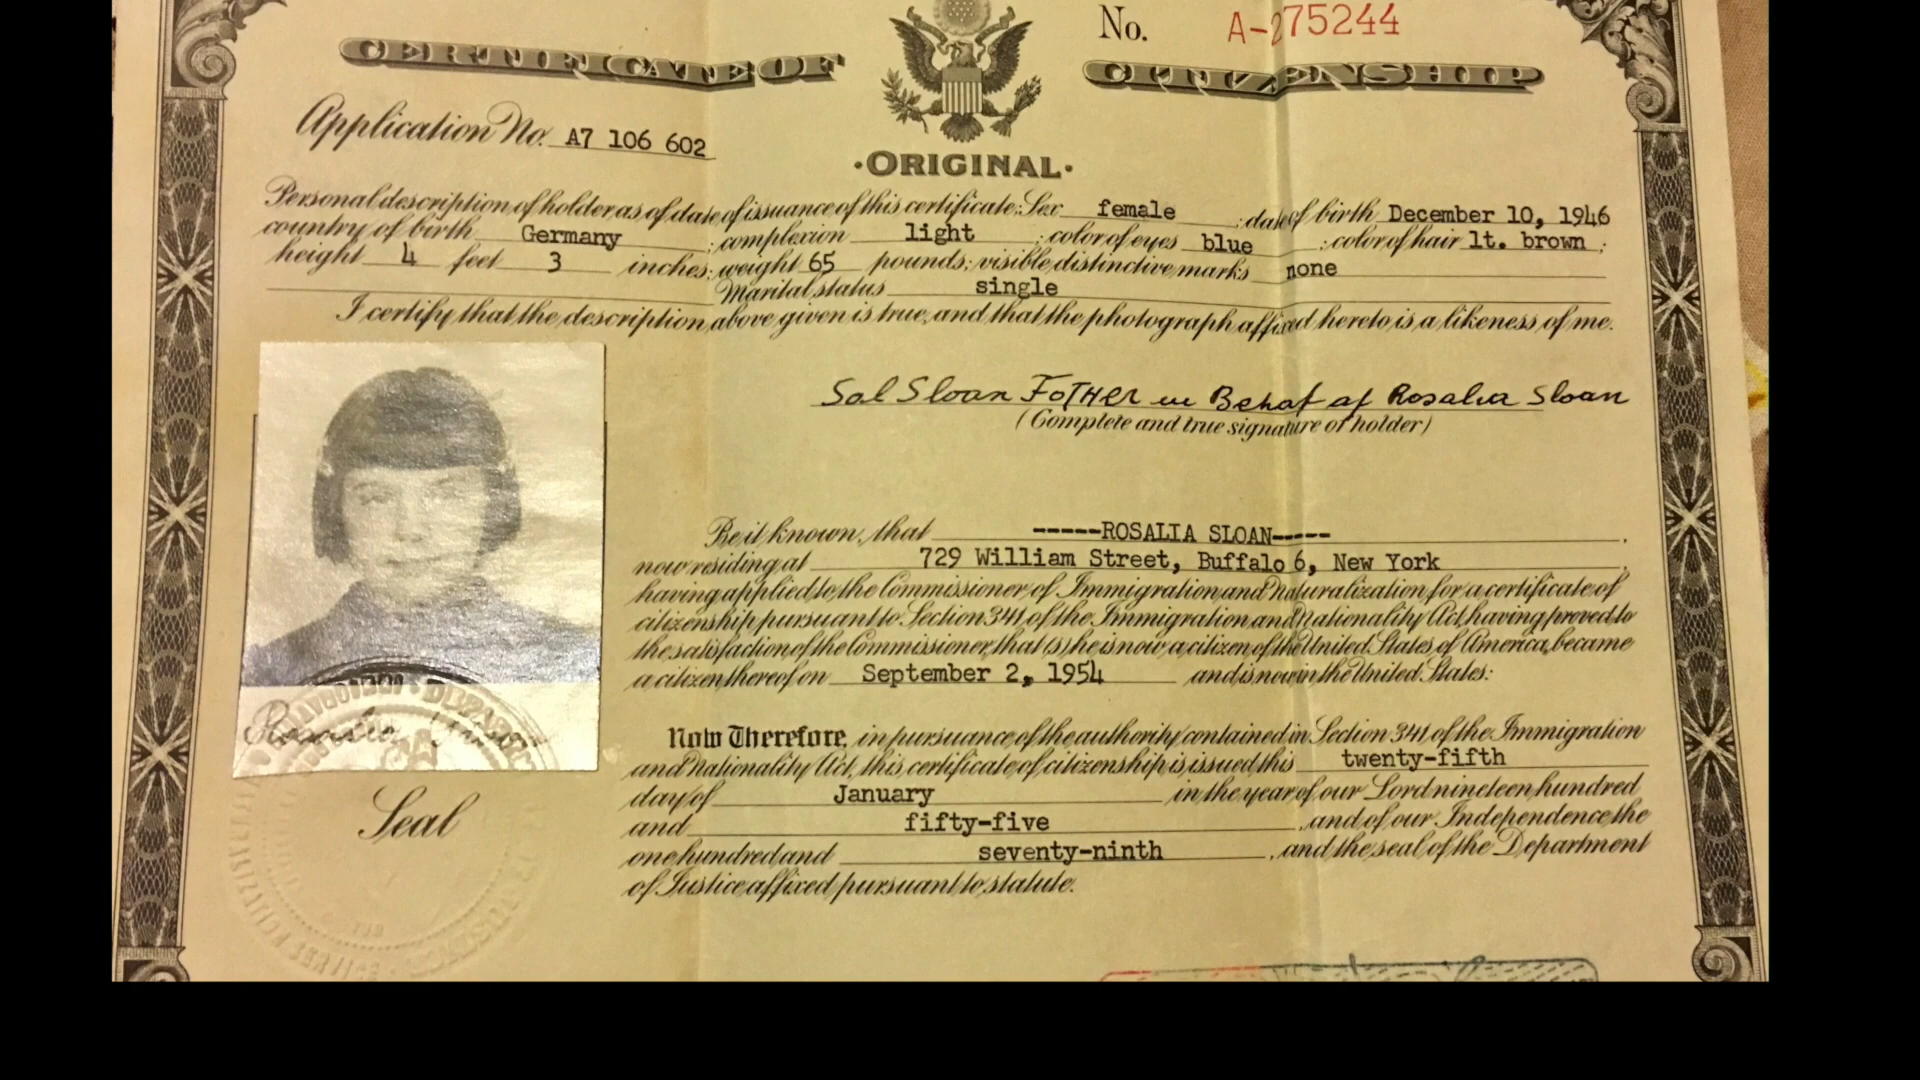 No. A-275244
CERTIFICATE OF CITIZENSHIP
Application No. A7 106 602
·ORIGINAL·
Personal description of holder as of date of issuance of this certificate: Sex female ; date of birth December 10, 1946
country of birth Germany ; complexion light ; color of eyes blue ; color of hair lt. brown ;
height 4 feet 3 inches; weight 65 pounds; visible distinctive marks none
Marital status single
I certify that the description above given is true, and that the photograph affixed hereto is a likeness of me.
Sal Sloan FoTHER in Behaf of Rosalia Sloan
(Complete and true signature of holder)
Be it known, that -----ROSALIA SLOAN-----,
now residing at 729 William Street, Buffalo 6, New York,
having applied to the Commissioner of Immigration and Naturalization for a certificate of
citizenship pursuant to Section 341 of the Immigration and Nationality Act, having proved to
the satisfaction of the Commissioner, that (s)he is now a citizen of the United States of America, became
a citizen thereof on September 2, 1954 and is now in the United States:
Now Therefore, in pursuance of the authority contained in Section 341 of the Immigration
and Nationality Act, this certificate of citizenship is issued this twenty-fifth
day of January in the year of our Lord nineteen hundred
and fifty-five, and of our Independence the
one hundred and seventy-ninth, and the seal of the Department
of Justice affixed pursuant to statute.
Rosalia Sloan
Seal